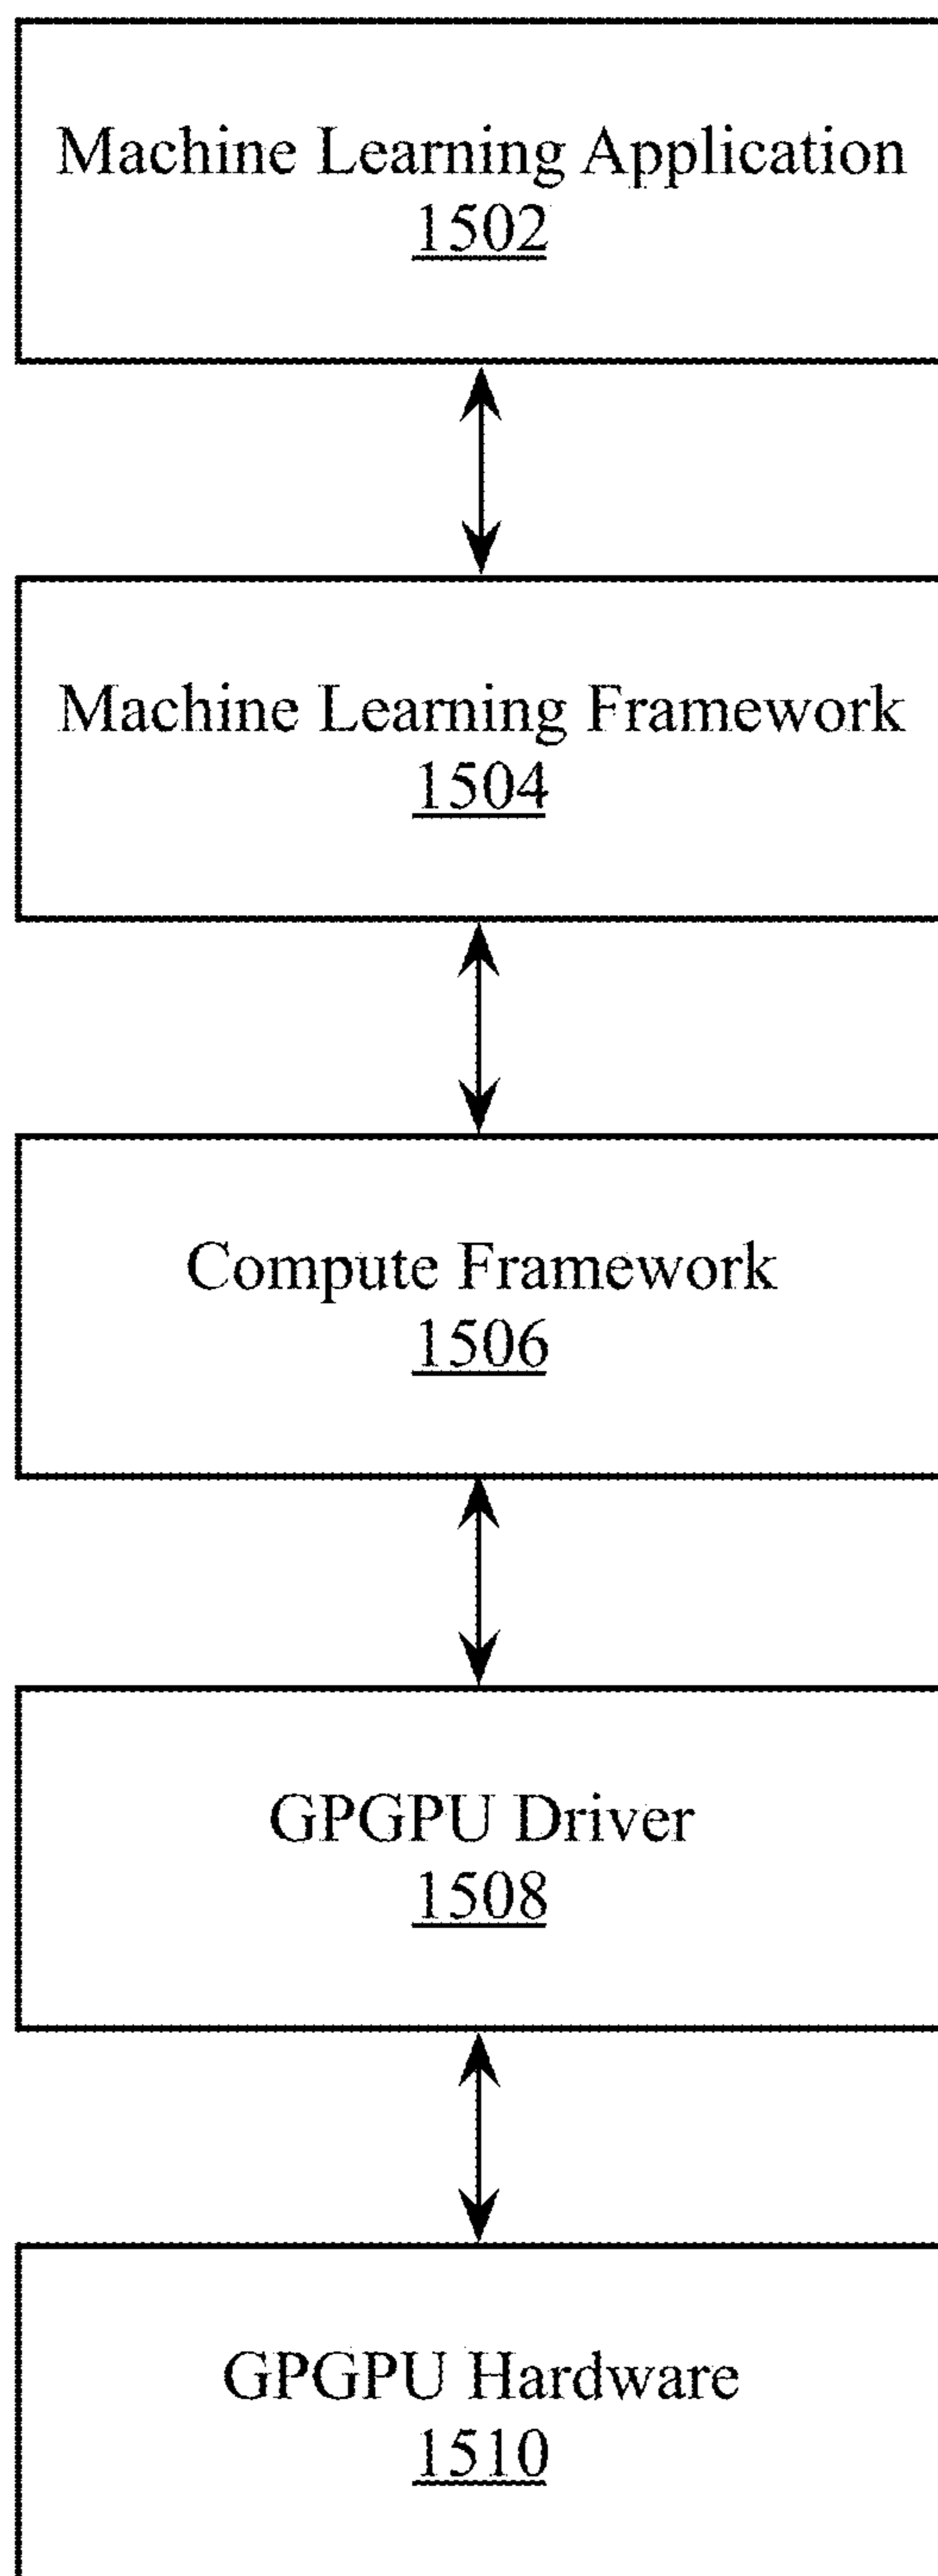 Machine Learning Application
1502
Machine Learning Framework
1504
Compute Framework
1506
GPGPU Driver
1508
GPGPU Hardware
1510